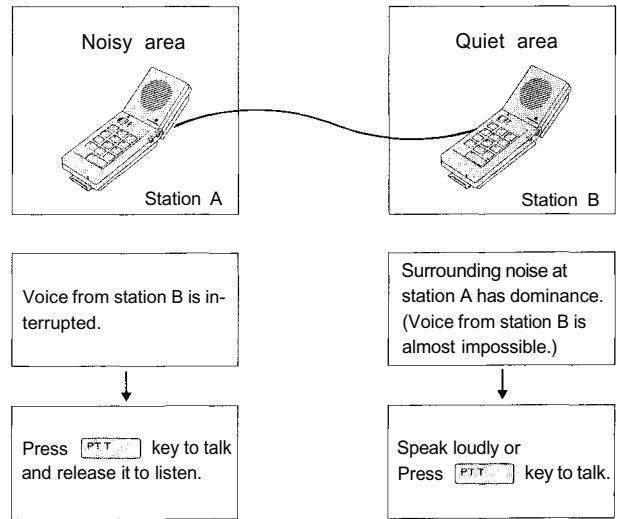 Noisy area
Station A
Quiet area
Station B
Voice from station B is in-
terrupted.
Surrounding noise at
station A has dominance.
(Voice from station B is
almost impossible.)
Press PTT key to talk
and release it to listen.
Speak loudly or
Press PTT key to talk.